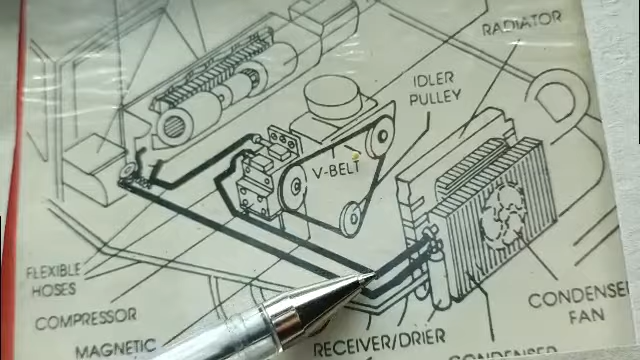 RADIATOR
IDLER
PULLEY
V-BELT
FLEXIBLE
HOSES
COMPRESSOR
MAGNETIC
RECEIVER/DRIER
CONDENSE
FAN